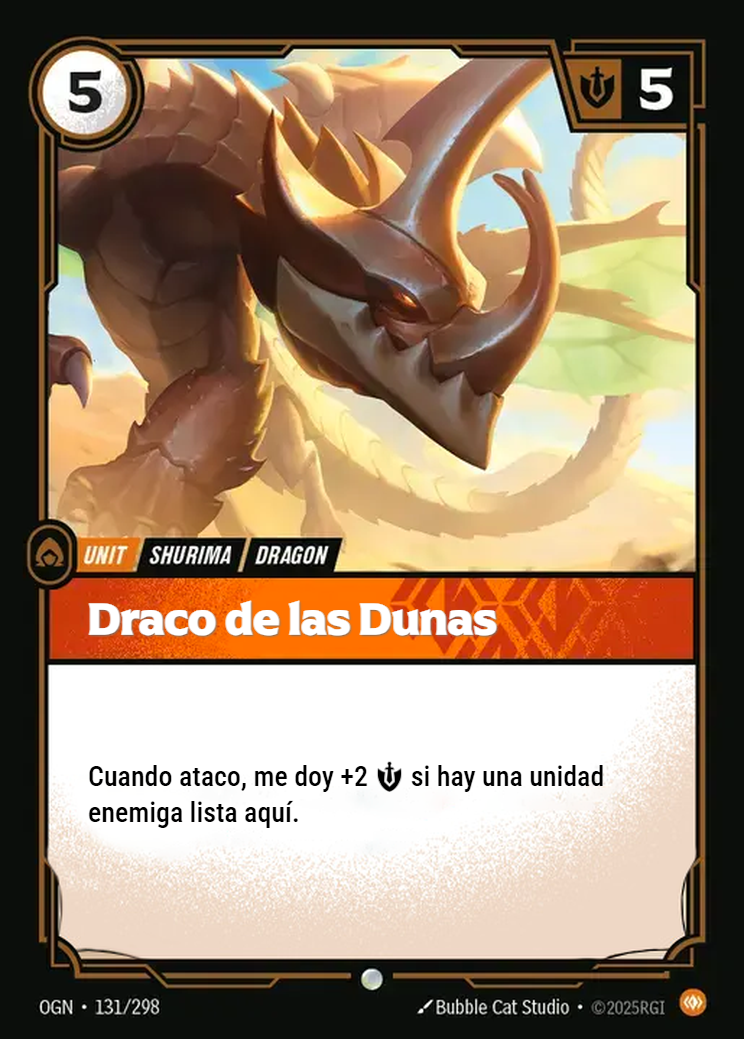 5
5
UNIT SHURIMA DRAGON
Draco de las Dunas
Cuando ataco, me doy +2 si hay una unidad
enemiga lista aquí.
OGN • 131/298
Bubble Cat Studio • ©2025RGI